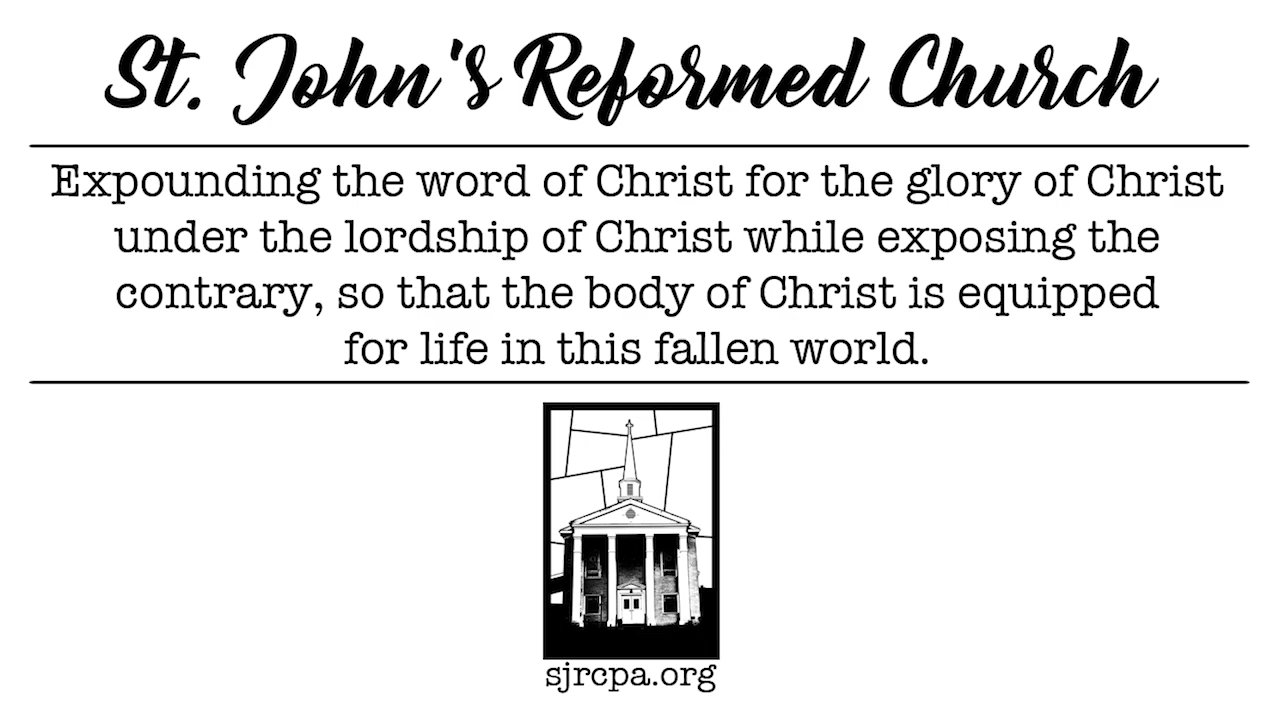 St. John's Reformed Church
Expounding the word of Christ for the glory of Christ
under the lordship of Christ while exposing the
contrary, so that the body of Christ is equipped
for life in this fallen world.
sjrcpa.org